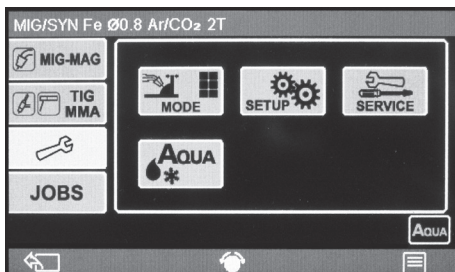 MIG/SYN Fe Ø0.8 Ar/CO₂ 2T
MIG-MAG
TIG
MMA
JOBS
MODE
SETUP
SERVICE
AQUA
AQUA